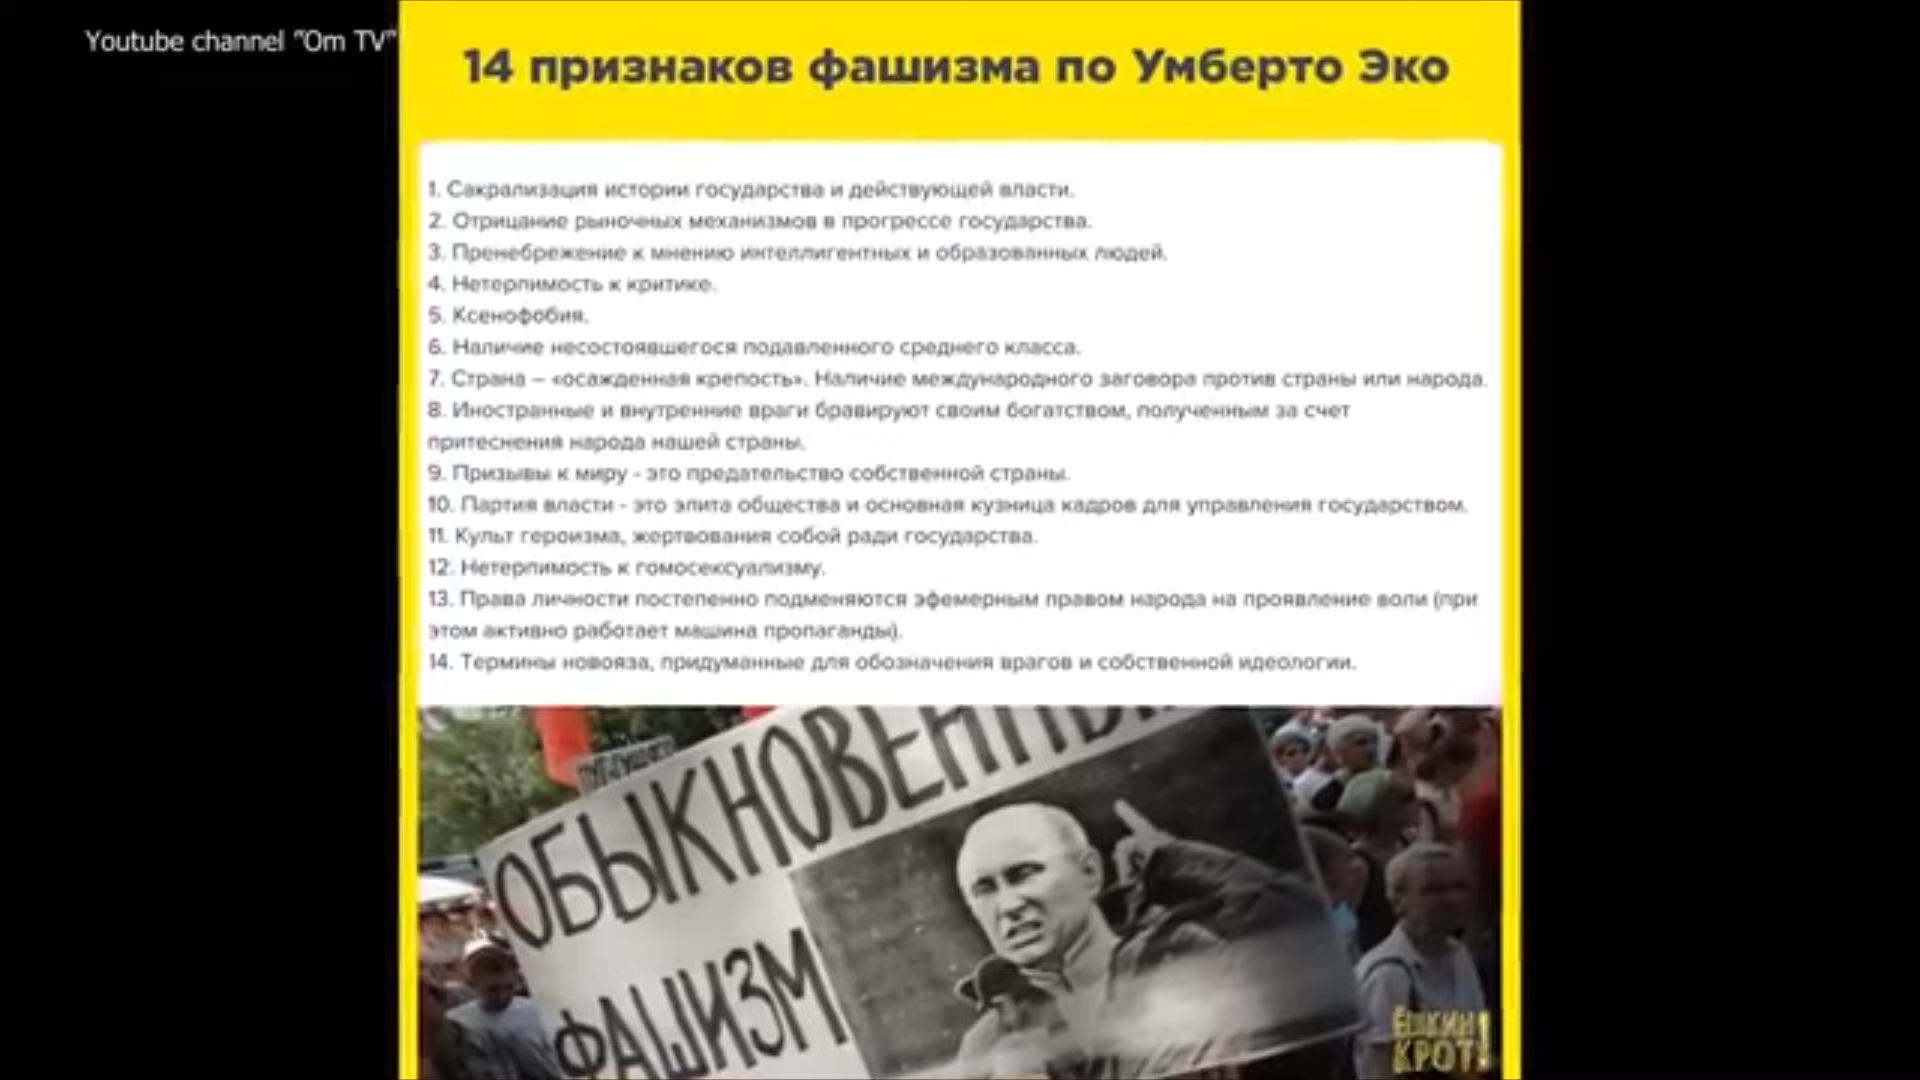 Youtube channel "Om TV"
14 признаков фашизма по Умберто Эко
1. Сакрализация истории государства и действующей власти.
2. Отрицание рыночных механизмов в прогрессе государства.
3. Пренебрежение к мнению интеллигентных и образованных людей.
4. Нетерпимость к критике.
5. Ксенофобия.
6. Наличие несостоявшегося подавленного среднего класса.
7. Страна – «осажденная крепость». Наличие международного заговора против страны или народа.
8. Иностранные и внутренние враги бравируют своим богатством, полученным за счет
притеснения народа нашей страны.
9. Призывы к миру - это предательство собственной страны.
10. Партия власти - это элита общества и основная кузница кадров для управления государством.
11. Культ героизма, жертвования собой ради государства.
12. Нетерпимость к гомосексуализму.
13. Права личности постепенно подменяются эфемерным правом народа на проявление воли (при
этом активно работает машина пропаганды).
14. Термины новояза, придуманные для обозначения врагов и собственной идеологии.
ОБЫКНОВЕННЫЙ
ФАШИЗМ
ЁШКИН
КРОТ!